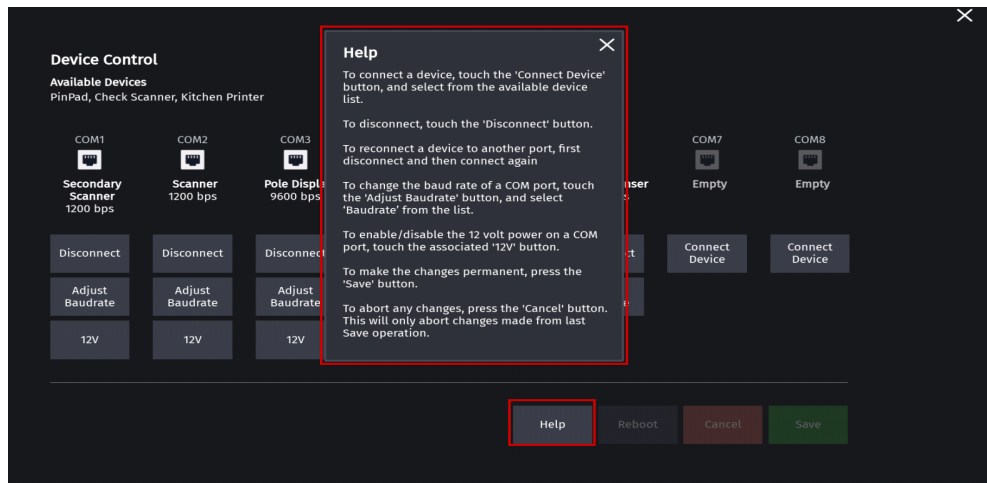 Device Control
Available Devices
PinPad, Check Scanner, Kitchen Printer
COM1
COM2
COM3
COM7
COM8
Secondary
Scanner
1200 bps
Scanner
1200 bps
Pole Displ
9600 bps
nser
Empty
Empty
Disconnect
Disconnect
Disconnect
Connect
Device
Connect
Device
Adjust
Baudrate
Adjust
Baudrate
Adjust
Baudrate
12V
12V
12V
Help
To connect a device, touch the 'Connect Device'
button, and select from the available device
list.
To disconnect, touch the 'Disconnect' button.
To reconnect a device to another port, first
disconnect and then connect again
To change the baud rate of a COM port, touch
the 'Adjust Baudrate' button, and select
‘Baudrate’ from the list.
To enable/disable the 12 volt power on a COM
port, touch the associated '12V' button.
To make the changes permanent, press the
'Save' button.
To abort any changes, press the 'Cancel' button.
This will only abort changes made from last
Save operation.
Help
Reboot
Cancel
Save